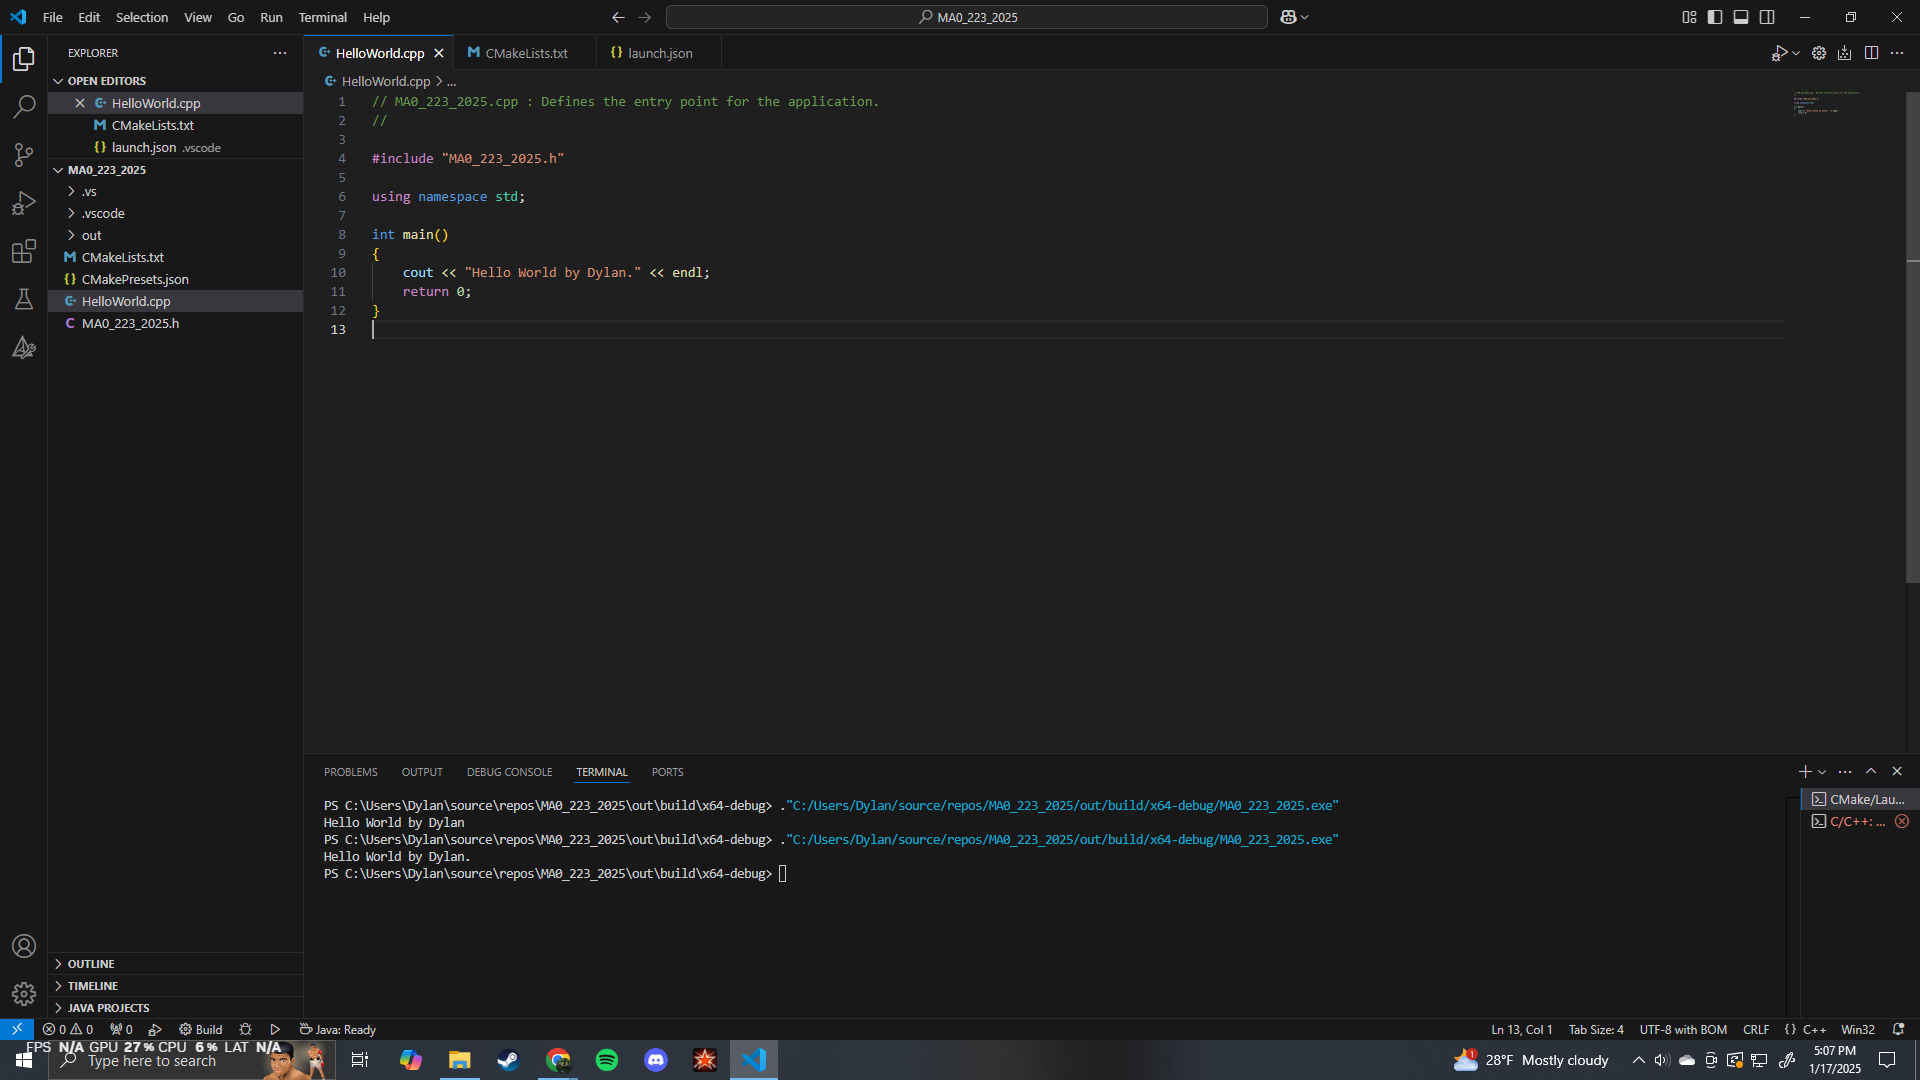 File Edit Selection View Go Run Terminal Help
MA0_223_2025
EXPLORER
OPEN EDITORS
HelloWorld.cpp
CMakeLists.txt
launch.json .vscode
MA0_223_2025
.vs
.vscode
out
CMakeLists.txt
CMakePresets.json
HelloWorld.cpp
MA0_223_2025.h
OUTLINE
TIMELINE
JAVA PROJECTS
HelloWorld.cpp CMakeLists.txt launch.json
HelloWorld.cpp > ...
1 // MA0_223_2025.cpp : Defines the entry point for the application.
2 //
3
4 #include "MA0_223_2025.h"
5
6 using namespace std;
7
8 int main()
9 {
10 cout << "Hello World by Dylan." << endl;
11 return 0;
12 }
13
PROBLEMS OUTPUT DEBUG CONSOLE TERMINAL PORTS
PS C:\Users\Dylan\source\repos\MA0_223_2025\out\build\x64-debug> ."C:/Users/Dylan/source/repos/MA0_223_2025/out/build/x64-debug/MA0_223_2025.exe"
Hello World by Dylan
PS C:\Users\Dylan\source\repos\MA0_223_2025\out\build\x64-debug> ."C:/Users/Dylan/source/repos/MA0_223_2025/out/build/x64-debug/MA0_223_2025.exe"
Hello World by Dylan.
PS C:\Users\Dylan\source\repos\MA0_223_2025\out\build\x64-debug>
CMake/Lau...
C/C++: ...
0 0 0 Build Java: Ready Ln 13, Col 1 Tab Size: 4 UTF-8 with BOM CRLF {} C++ Win32
FPS N/A GPU 27 % CPU 6 % LAT N/A
Type here to search
1 28°F Mostly cloudy
5:07 PM
1/17/2025